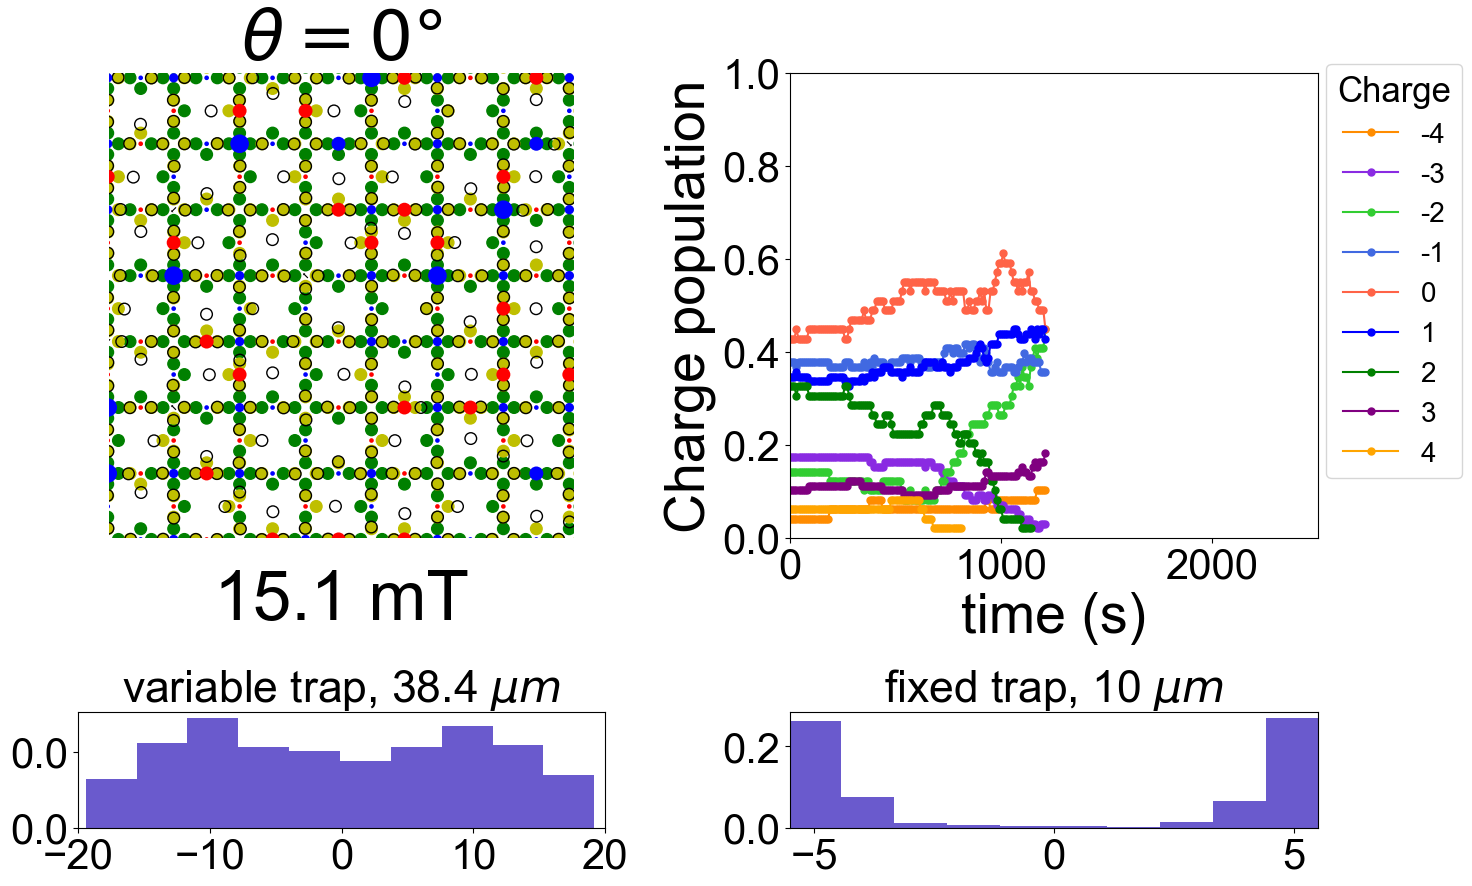 θ = 0°
15.1 mT
Charge population
1.0
0.8
0.6
0.4
0.2
0.0
0 1000 2000
time (s)
Charge
-4
-3
-2
-1
0
1
2
3
4
variable trap, 38.4 μm
0.0
0.0
−20 −10 0 10 20
fixed trap, 10 μm
0.2
0.0
−5 0 5